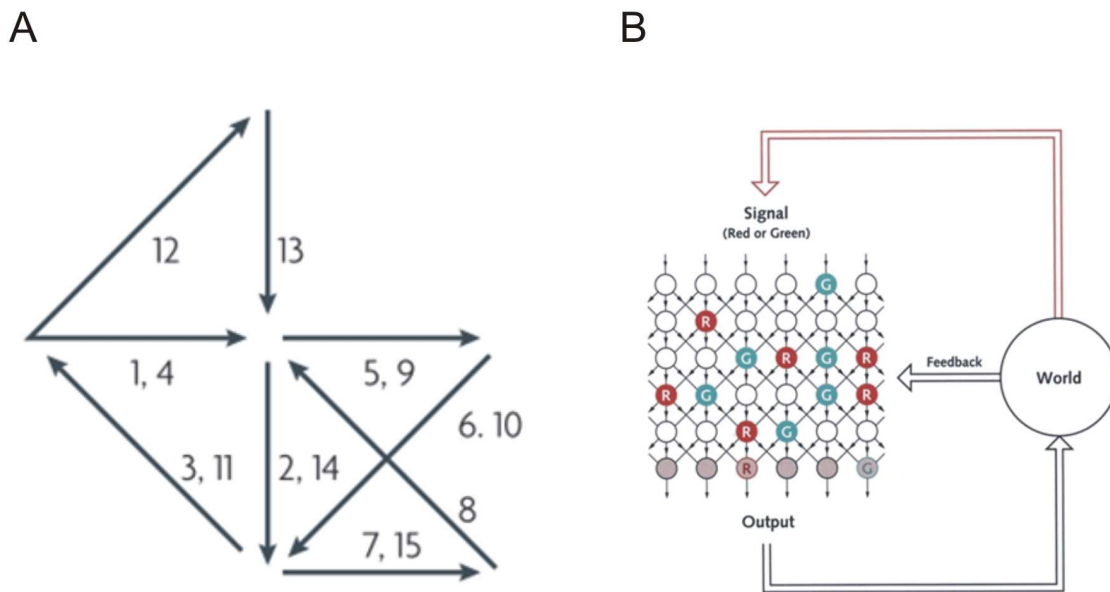 A
B
12
13
1, 4
5, 9
6. 10
3, 11
2, 14
8
7, 15
Signal
(Red or Green)
G
R
G R G R
R G G R
R G
R G
Feedback
World
Output